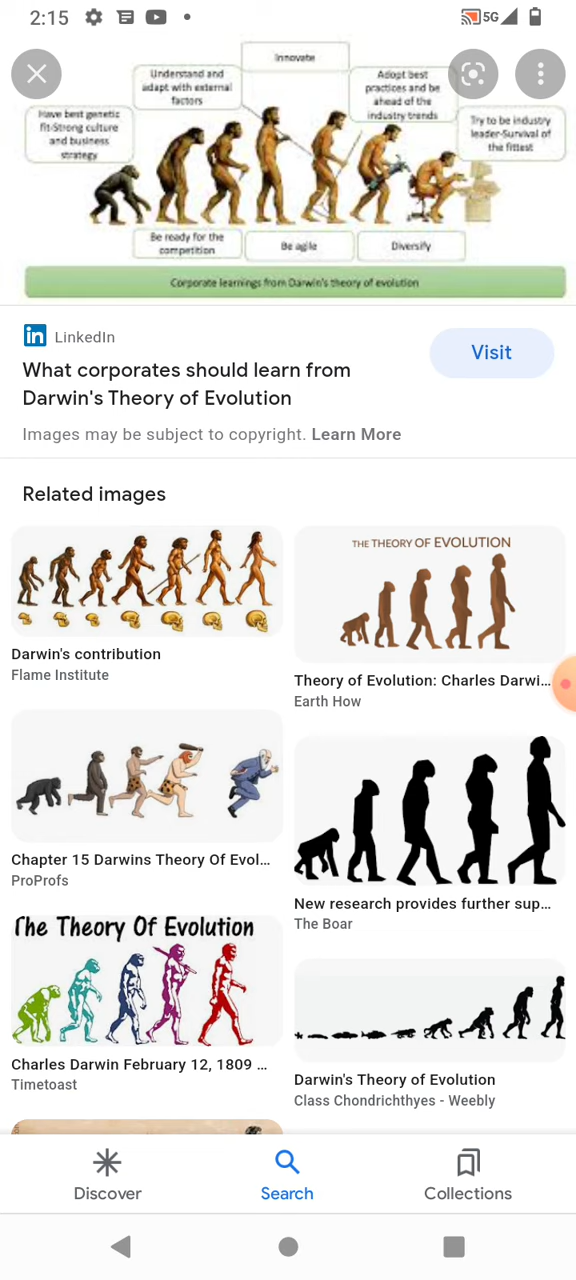 2:15
5G
Innovate
Understand and
adapt with external
factors
Adopt best
practices and be
ahead of the
industry trends
Have best genetic
fit-Strong culture
and business
strategy
Try to be industry
leader-Survival of
the fittest
Be ready for the
competition
Be agile
Diversify
Corporate learnings from Darwin's theory of evolution
in LinkedIn
What corporates should learn from
Darwin's Theory of Evolution
Visit
Images may be subject to copyright. Learn More
Related images
Darwin's contribution
Flame Institute
THE THEORY OF EVOLUTION
Theory of Evolution: Charles Darwi...
Earth How
Chapter 15 Darwins Theory Of Evol...
ProProfs
New research provides further sup...
The Boar
The Theory Of Evolution
Charles Darwin February 12, 1809 ...
Timetoast
Darwin's Theory of Evolution
Class Chondrichthyes - Weebly
Discover
Search
Collections